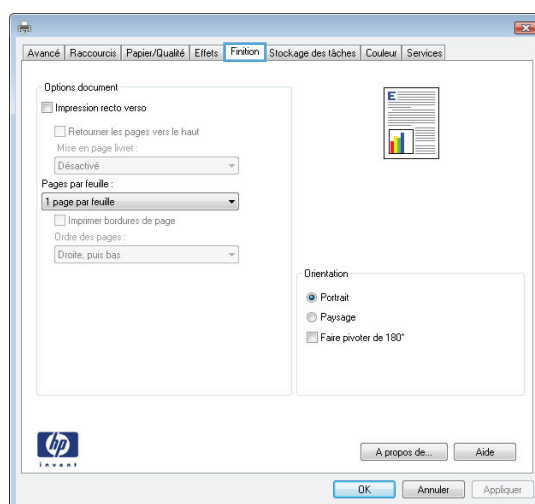 Avancé Raccourcis Papier/Qualité Effets Finition Stockage des tâches Couleur Services
Options document
Impression recto verso
Retourner les pages vers le haut
Mise en page livret :
Désactivé
Pages par feuille :
1 page par feuille
Imprimer bordures de page
Ordre des pages :
Droite, puis bas
E
Orientation
Portrait
Paysage
Faire pivoter de 180°
hp
invent
A propos de... Aide
OK Annuler Appliquer